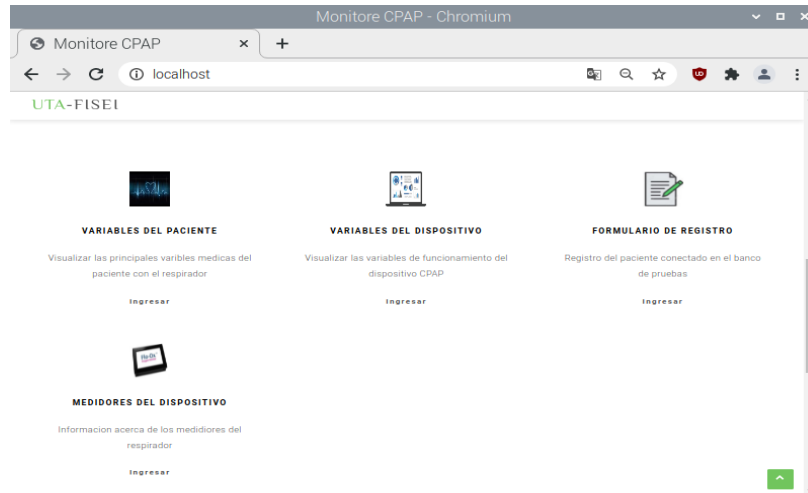 Monitore CPAP - Chromium
Monitore CPAP
localhost
UTA-FISEI
VARIABLES DEL PACIENTE
Visualizar las principales varibles medicas del
paciente con el respirador
Ingresar
VARIABLES DEL DISPOSITIVO
Visualizar las variables de funcionamiento del
dispositivo CPAP
Ingresar
FORMULARIO DE REGISTRO
Registro del paciente conectado en el banco
de pruebas
Ingresar
MEDIDORES DEL DISPOSITIVO
Informacion acerca de los medidiores del
respirador
Ingresar